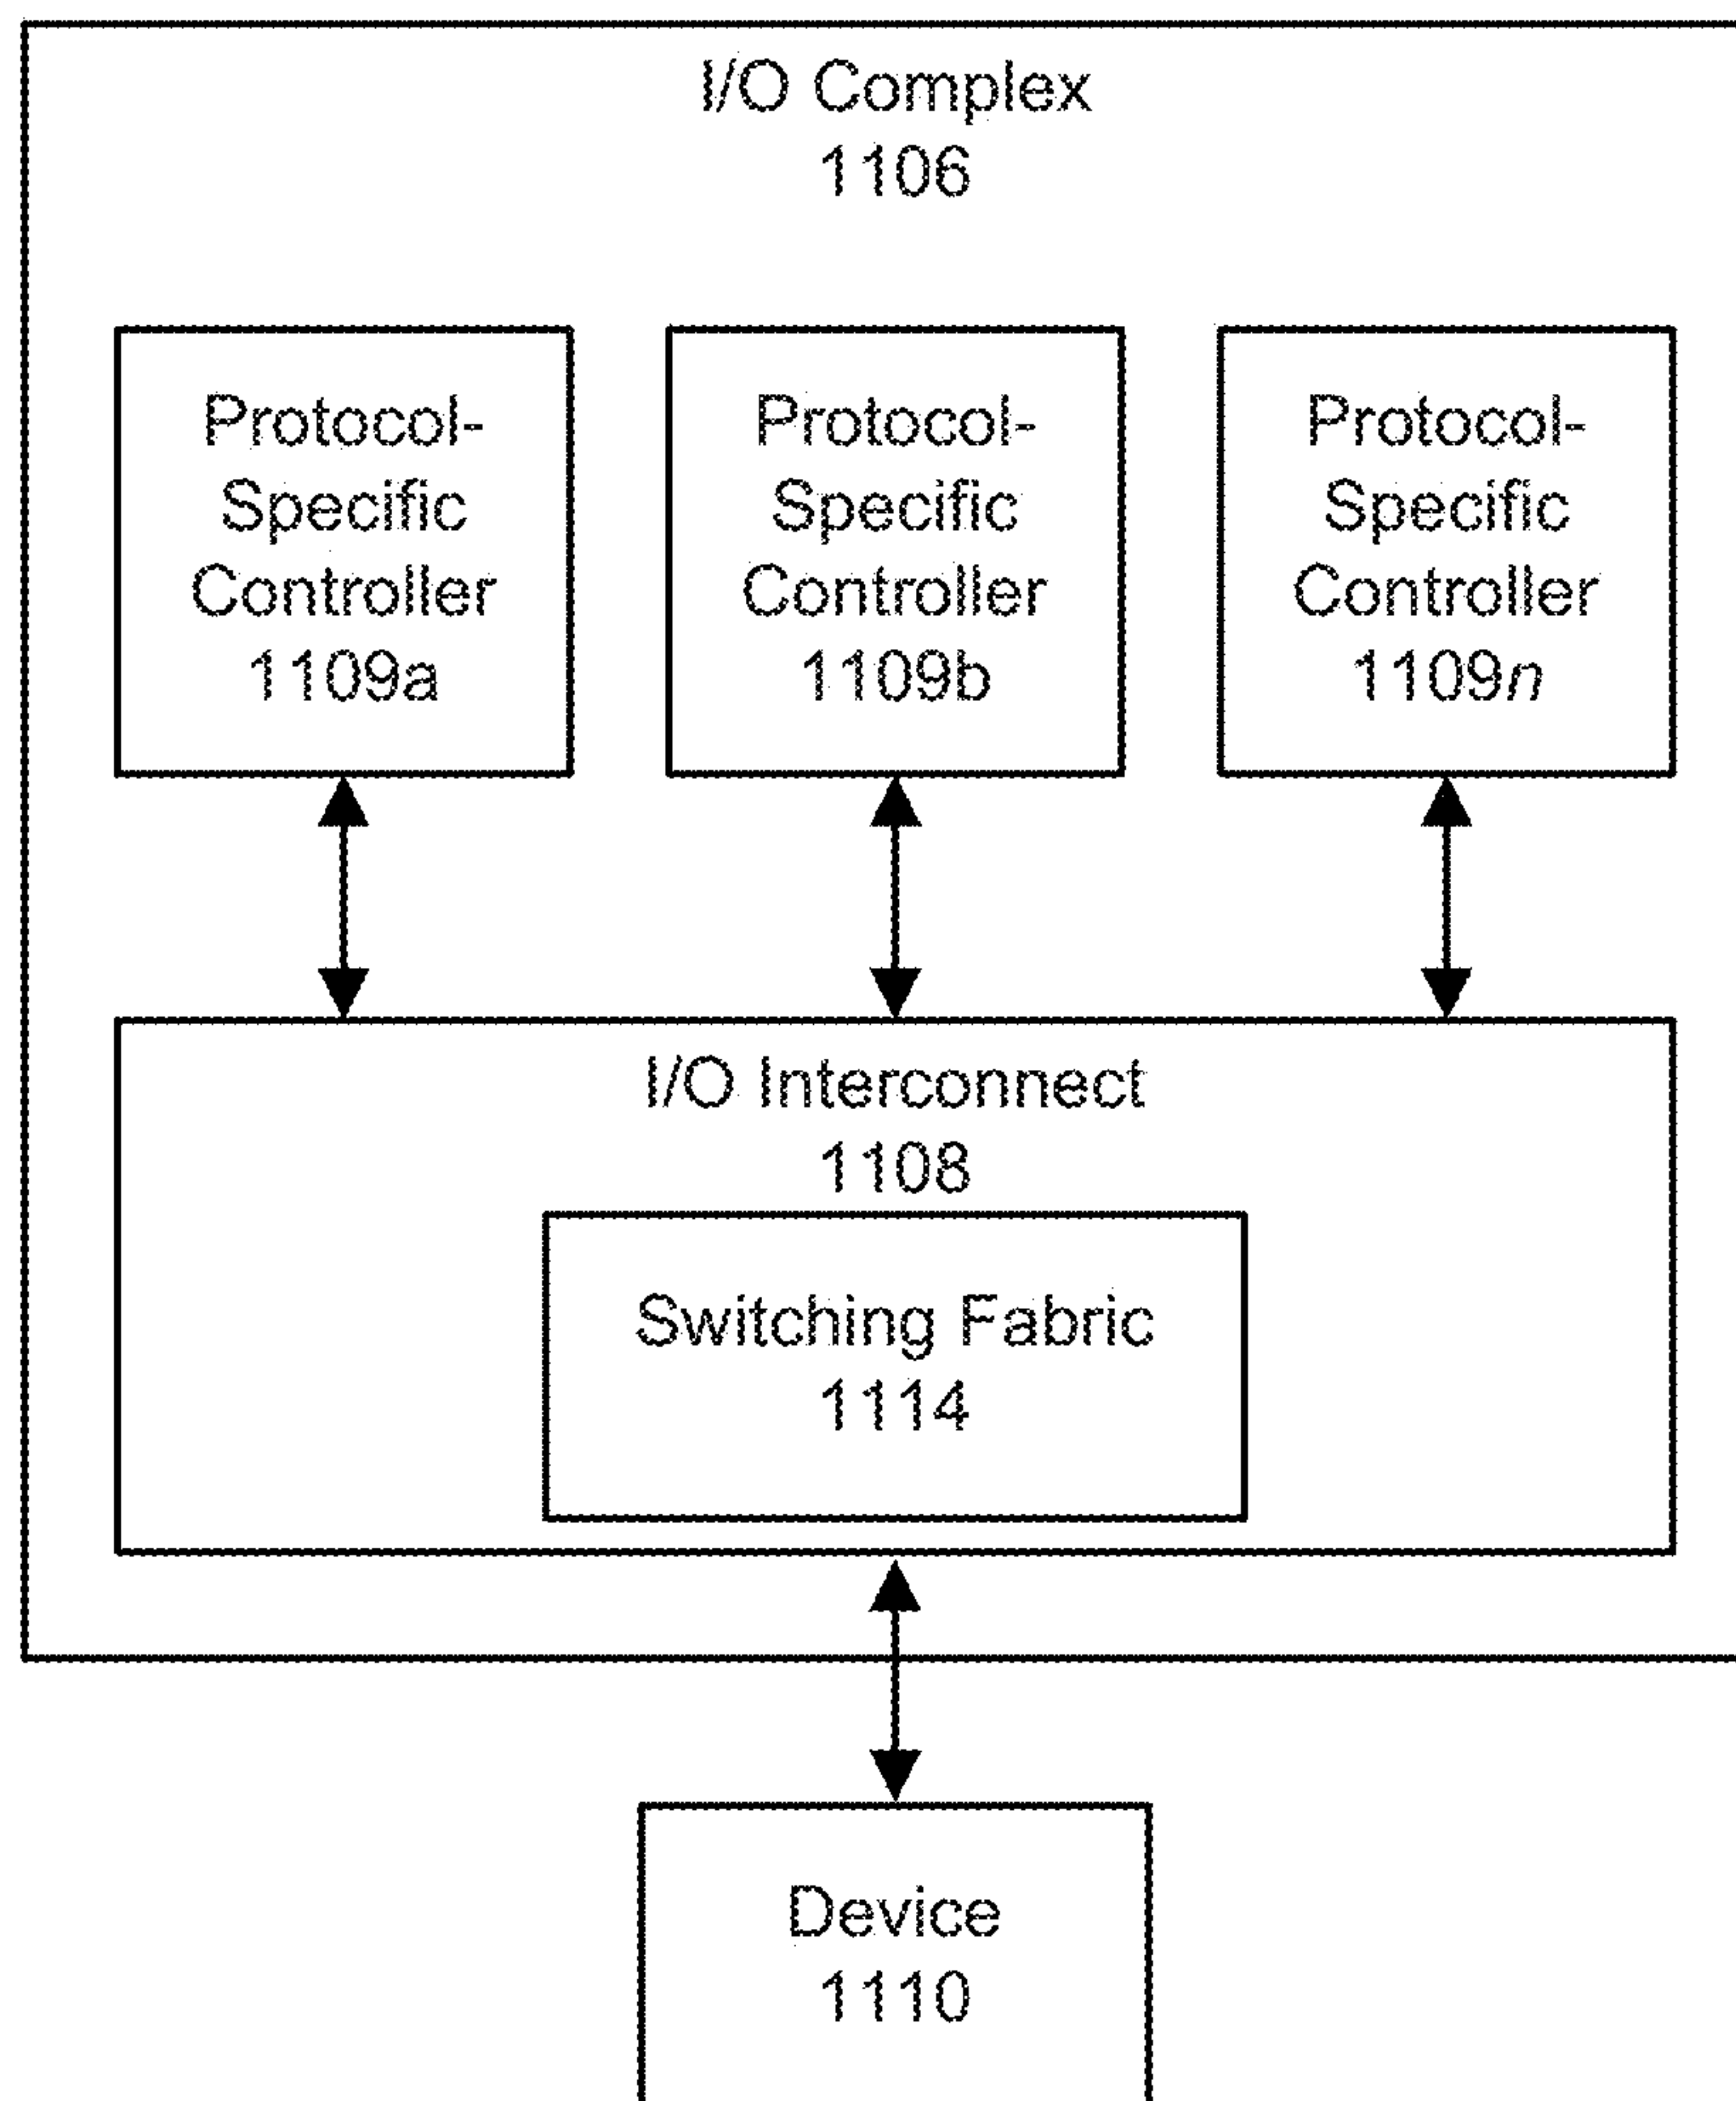 I/O Complex
1106
Protocol-
Specific
Controller
1109a
Protocol-
Specific
Controller
1109b
Protocol-
Specific
Controller
1109n
I/O Interconnect
1108
Switching Fabric
1114
Device
1110